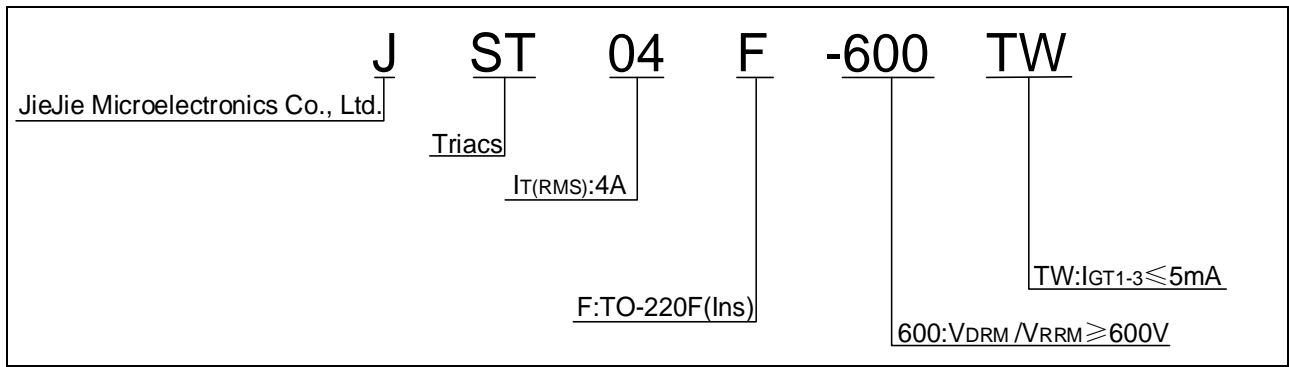 J ST 04 F -600 TW
JieJie Microelectronics Co., Ltd.
Triacs
IT(RMS):4A
TW:IGT1-3≤5mA
F:TO-220F(Ins)
600:VDRM /VRRM≥600V